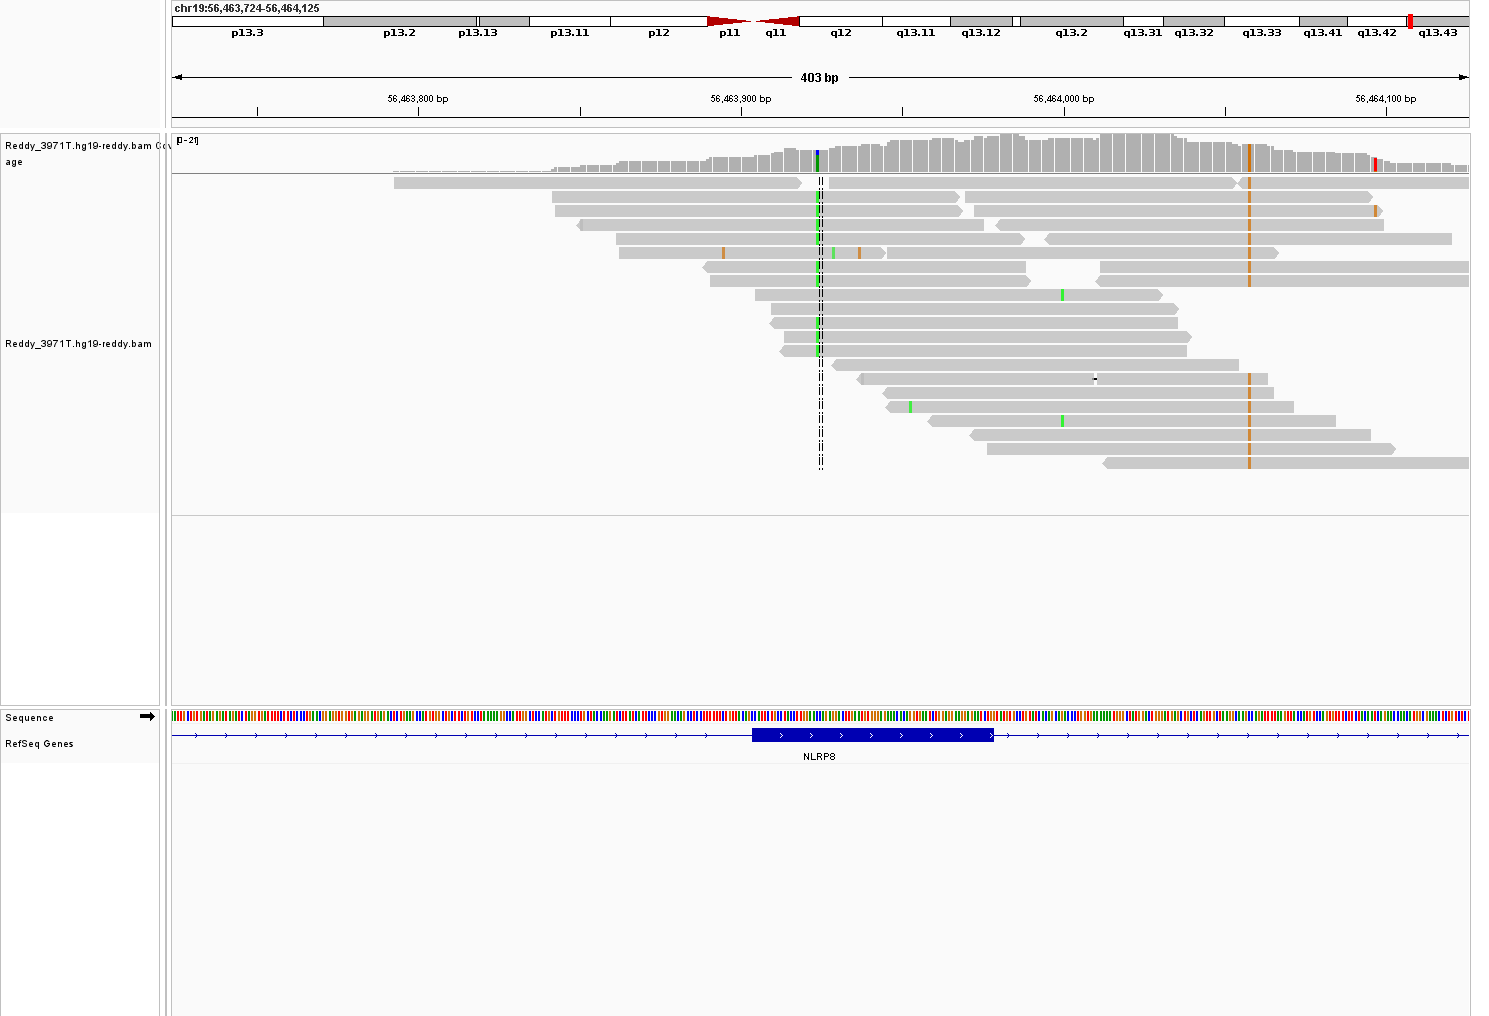 chr19:56,463,724-56,464,125
p13.3 p13.2 p13.13 p13.11 p12 p11 q11 q12 q13.11 q13.12 q13.2 q13.31 q13.32 q13.33 q13.41 q13.42 q13.43
403 bp
56,463,800 bp 56,463,900 bp 56,464,000 bp 56,464,100 bp
Reddy_3971T.hg19-reddy.bam Cov
age
[0-21]
Reddy_3971T.hg19-reddy.bam
Sequence
RefSeq Genes
NLRP8